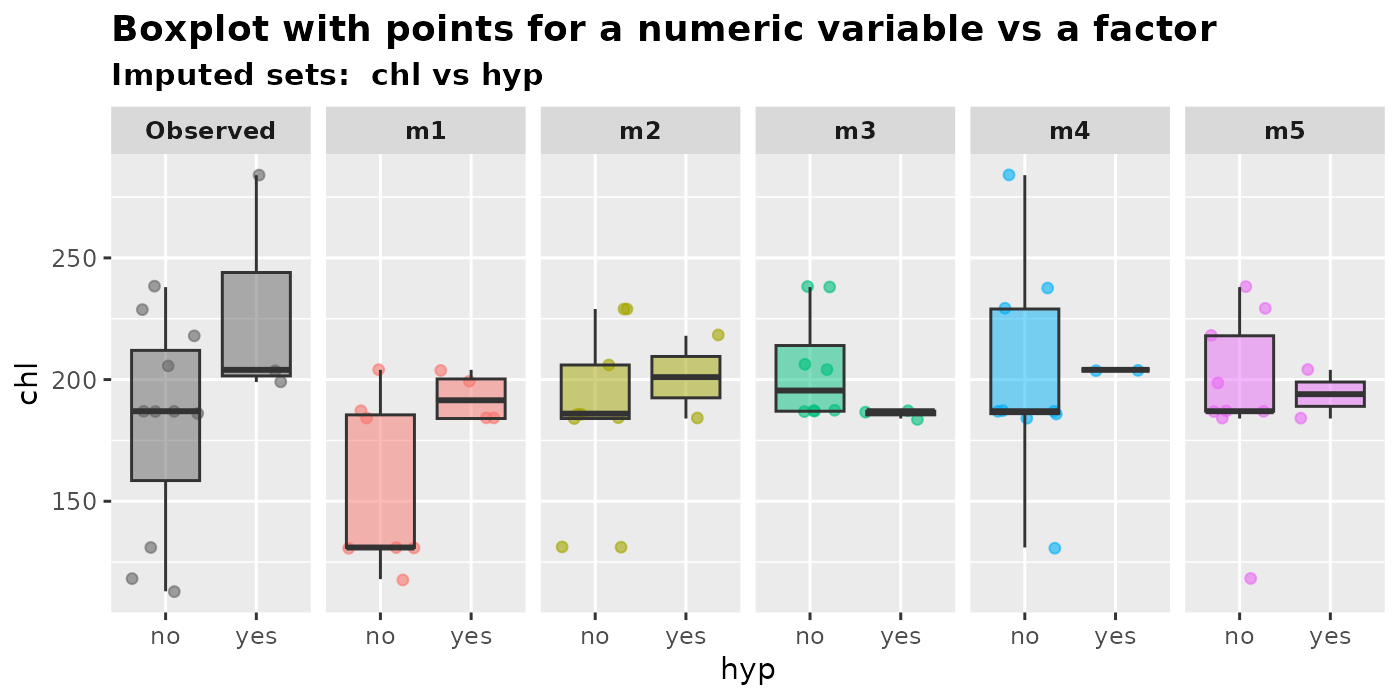 Boxplot with points for a numeric variable vs a factor
Imputed sets:  chl vs hyp
Observed m1 m2 m3 m4 m5
chl
250
200
150
no yes no yes no yes no yes no yes no yes
hyp